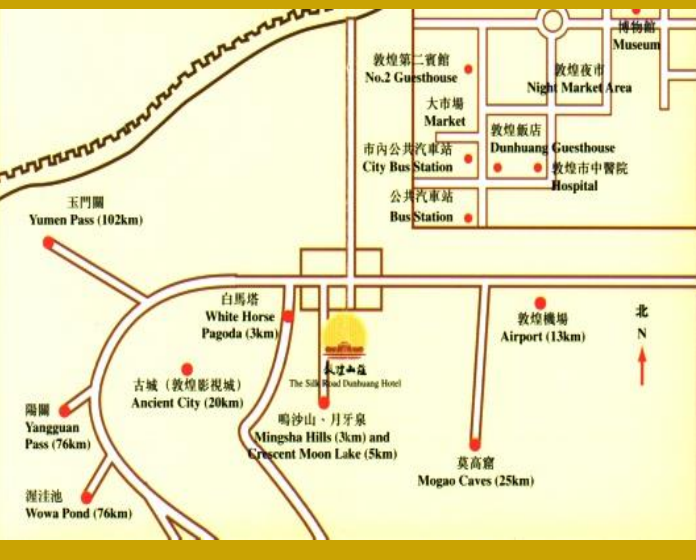 博物館
Museum
敦煌第二賓館
No.2 Guesthouse
敦煌夜市
Night Market Area
大市場
Market
敦煌飯店
Dunhuang Guesthouse
市內公共汽車站
City Bus Station
敦煌市中醫院
Hospital
公共汽車站
Bus Station
玉門關
Yumen Pass (102km)
白馬塔
White Horse
Pagoda (3km)
敦煌機場
Airport (13km)
北
N
敦煌山莊
The Silk Road Dunhuang Hotel
古城（敦煌影視城）
Ancient City (20km)
陽關
Yangguan
Pass (76km)
鳴沙山、月牙泉
Mingsha Hills (3km) and
Crescent Moon Lake (5km)
莫高窟
Mogao Caves (25km)
渥洼池
Wowa Pond (76km)